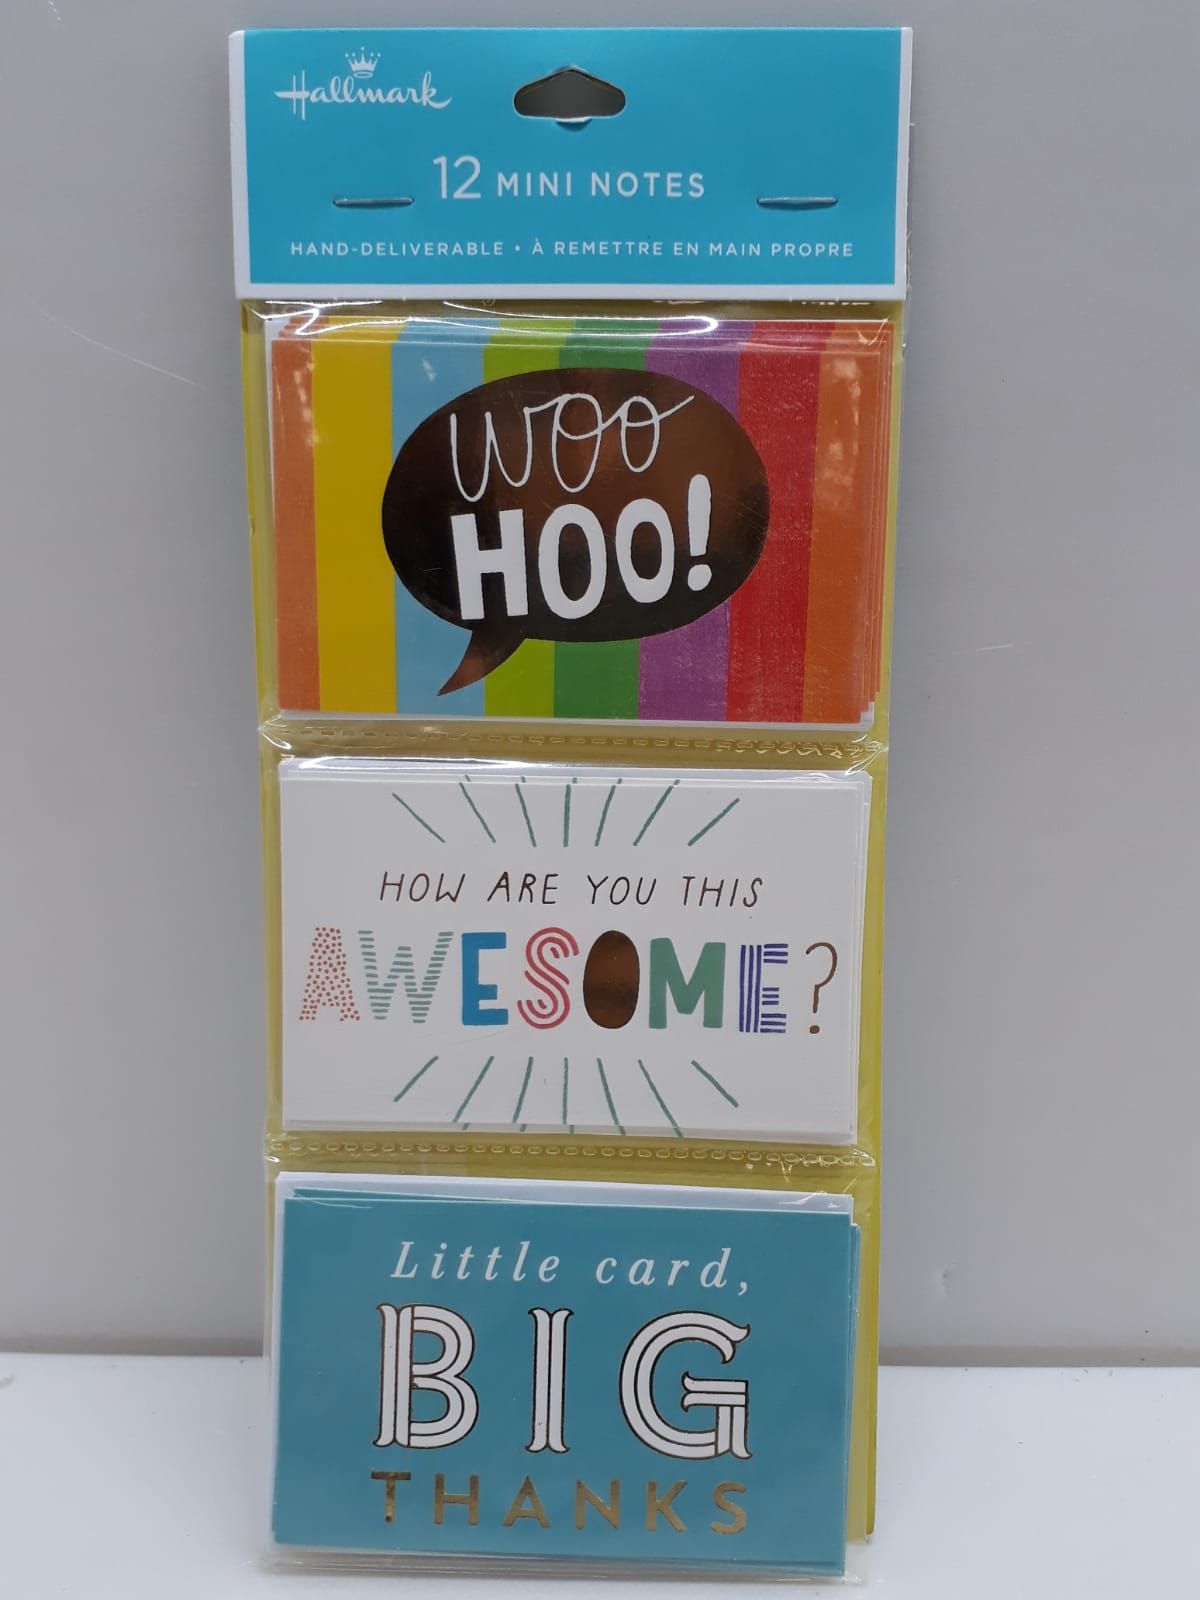 Hallmark
12 MINI NOTES
HAND-DELIVERABLE • À REMETTRE EN MAIN PROPRE
Woo
HOO!
HOW ARE YOU THIS
AWESOME?
Little card,
BIG
THANKS